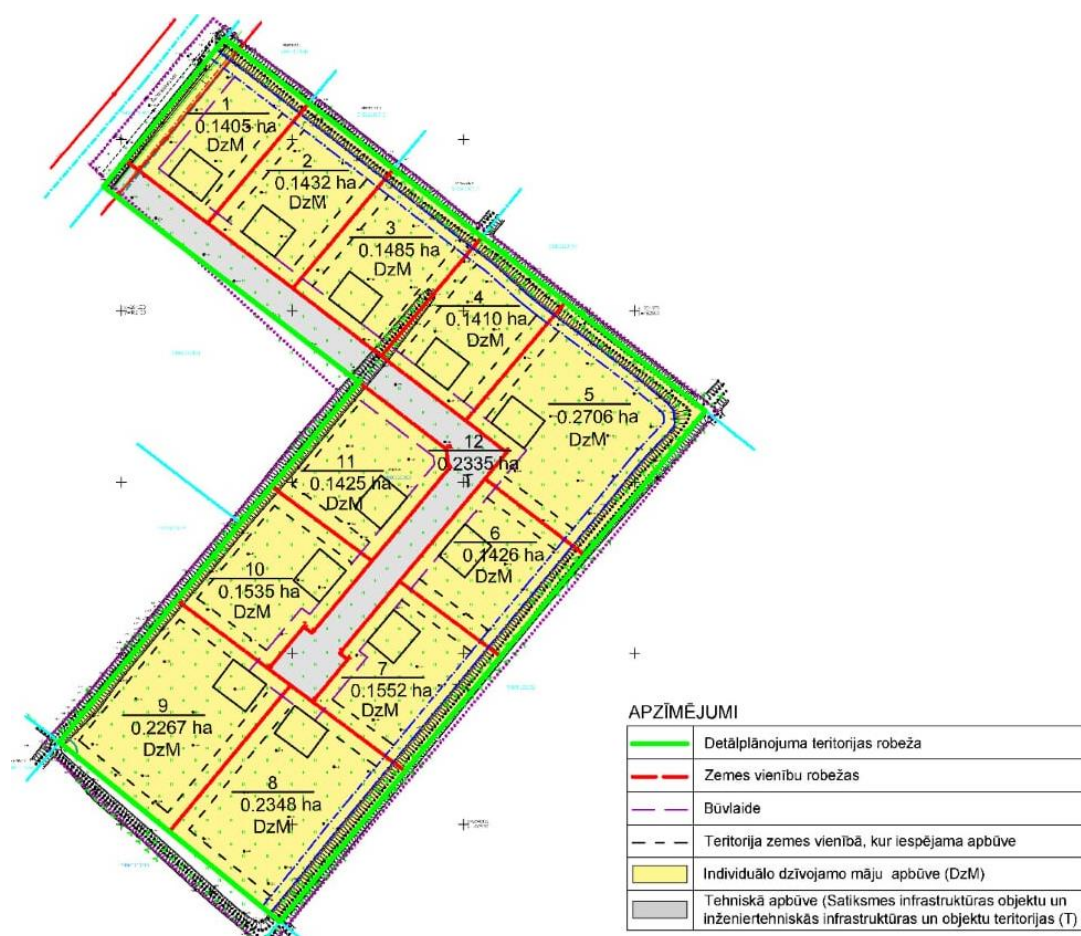 1
0.1405 ha
DzM
2
0.1432 ha
DzM
3
0.1485 ha
DzM
4
0.1410 ha
DzM
5
0.2706 ha
DzM
12
0.2335 ha
T
11
0.1425 ha
DzM
6
0.1426 ha
DzM
10
0.1535 ha
DzM
7
0.1552 ha
DzM
9
0.2267 ha
DzM
8
0.2348 ha
DzM
APZĪMĒJUMI
Detālplānojuma teritorijas robeža
Zemes vienību robežas
Būvlaide
Teritorija zemes vienībā, kur iespējama apbūve
Individuālo dzīvojamo māju apbūve (DzM)
Tehniskā apbūve (Satiksmes infrastruktūras objektu un
inženiertehniskās infrastruktūras un objektu teritorijas (T)